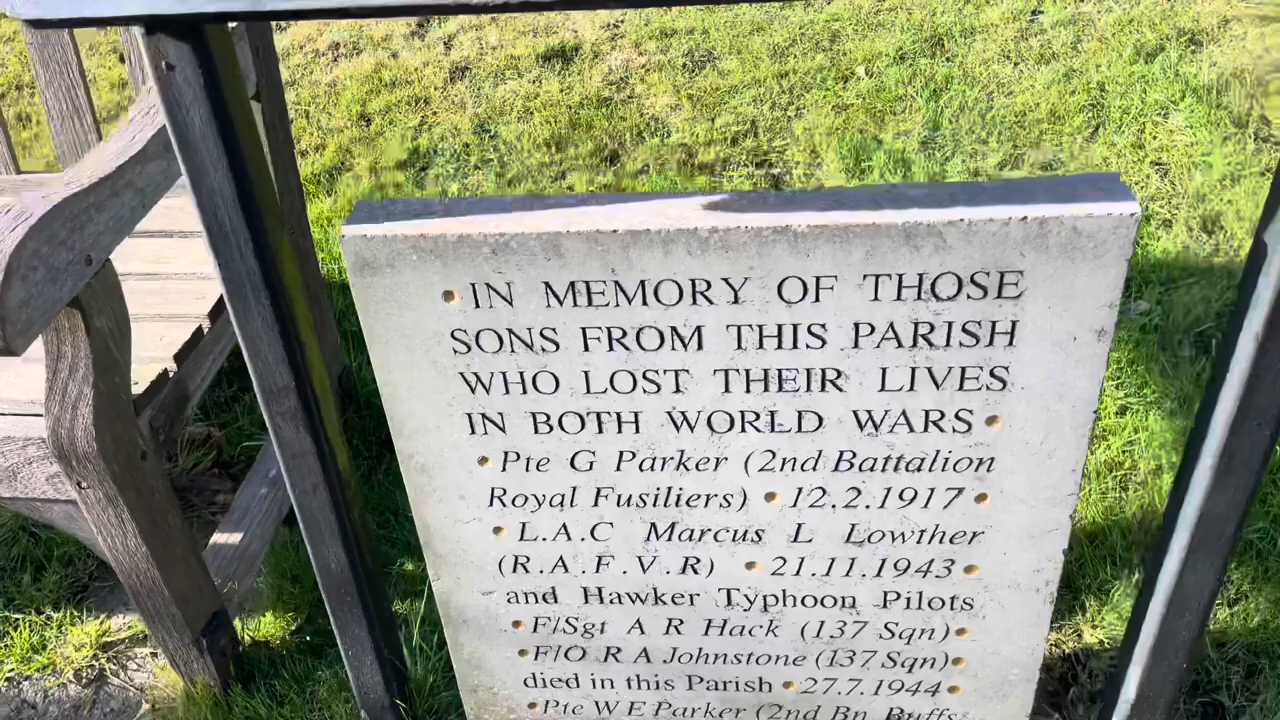 • IN MEMORY OF THOSE
SONS FROM THIS PARISH
WHO LOST THEIR LIVES
IN BOTH WORLD WARS •
• Pte G Parker (2nd Battalion
Royal Fusiliers) • 12.2.1917 •
• L.A.C Marcus L Lowther
(R.A.F.V.R) • 21.11.1943 •
and Hawker Typhoon Pilots
• F/Sgt A R Hack (137 Sqn) •
• F/O R A Johnstone (137 Sqn) •
died in this Parish • 27.7.1944 •
• Pte W E Parker (2nd Bn Buffs